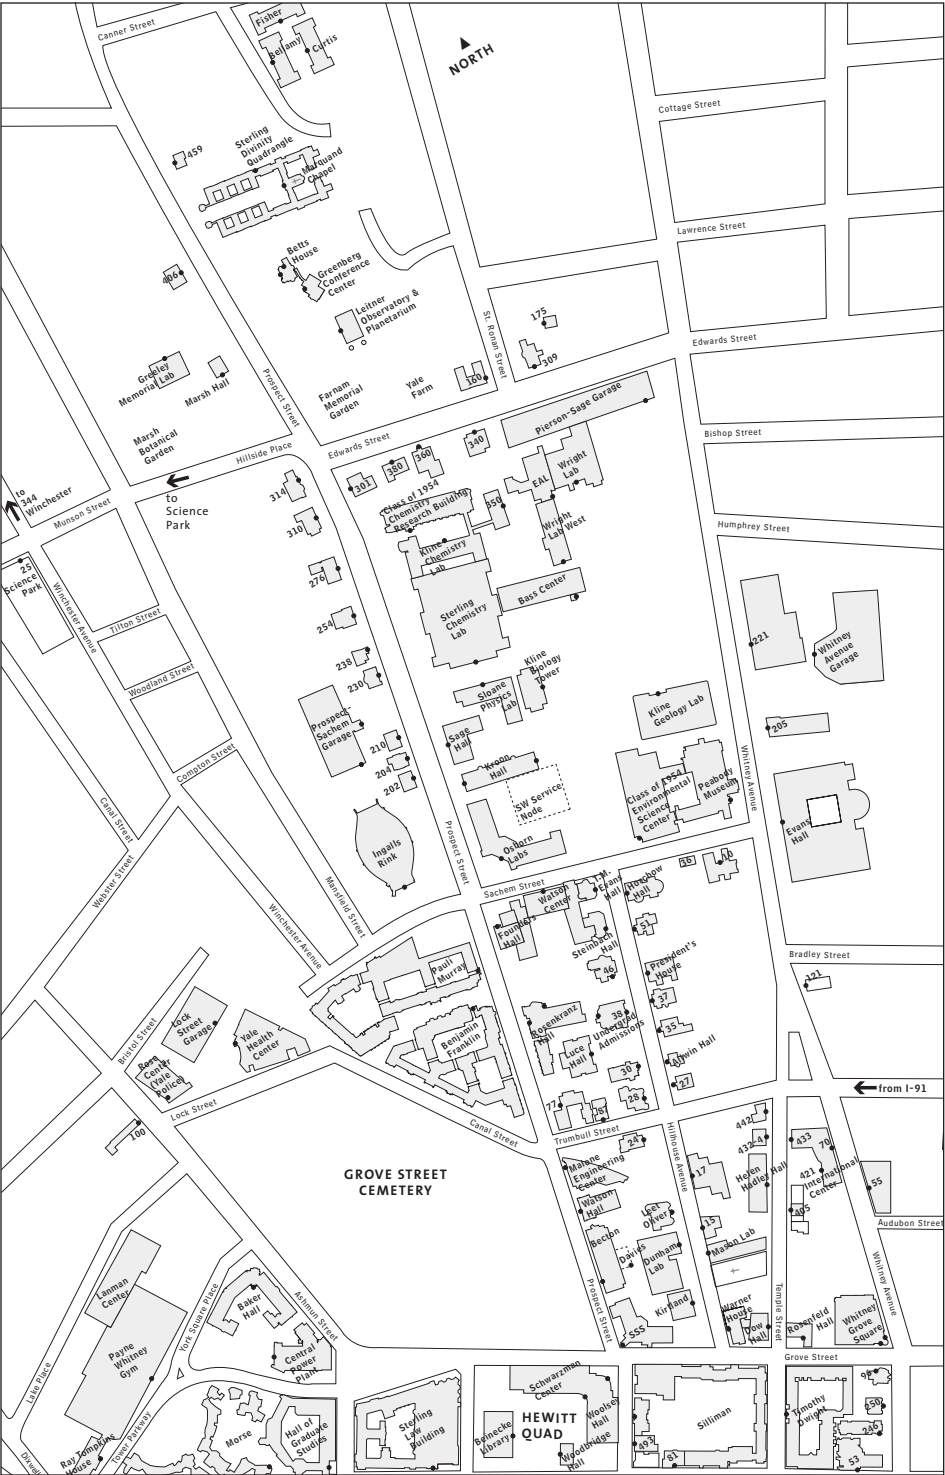 Canner Street
Fisher
Bellamy
Curtis
NORTH
Cottage Street
459
Sterling
Divinity
Quadrangle
Marquand
Chapel
Lawrence Street
406
Betts
House
Greenberg
Conference
Center
Leitner
Observatory &
Planetarium
St. Ronan Street
175
309
Edwards Street
Greeley
Memorial Lab
Marsh Hall
Prospect Street
Farnam
Memorial
Garden
Yale
Farm
160
Pierson-Sage Garage
Marsh
Botanical
Garden
Hillside Place
Edwards Street
Bishop Street
to
344
Winchester
Munson Street
to
Science
Park
314
301
380
360
340
EAL
Wright
Lab
Class of 1954
Chemistry
Research Building
350
310
Wright
Lab West
Humphrey Street
Kline
Chemistry
Lab
25
Science
Park
276
Bass Center
Winchester Avenue
Tilton Street
254
Sterling
Chemistry
Lab
221
Whitney
Avenue
Garage
238
230
Woodland Street
Kline
Biology
Tower
Sloane
Physics
Lab
Kline
Geology Lab
Prospect-
Sachem
Garage
210
204
202
Sage
Hall
205
Compton Street
Kroon
Hall
SW Service
Node
Class of 1954
Environmental
Science
Center
Peabody
Museum
Whitney Avenue
Canal Street
Evans
Hall
Ingalls
Rink
Prospect Street
Osborn
Labs
Webster Street
Mansfield Street
Sachem Street
36
10
Watson
Center
T.M.
Evans
Hall
Horchow
Hall
Winchester Avenue
Founders
Hall
Steinbach
Hall
51
46
President's
House
Bradley Street
Pauli
Murray
37
121
Bristol Street
Lock
Street
Garage
Yale
Health
Center
Benjamin
Franklin
Rosenkranz
Hall
38
Undergrad
Admissions
35
Luce
Hall
Rose
Center
(Yale
Police)
30
27
from I-91
77
87
28
Lock Street
100
Canal Street
Trumbull Street
24
442
432-4
433
70
GROVE STREET
CEMETERY
Malone
Engineering
Center
Hillhouse Avenue
17
Helen
Hadley Hall
421
International
Center
55
Watson
Hall
Leet
Oliver
15
405
Audubon Street
Becton
Davies
Dunham
Lab
Mason Lab
Lanman
Center
York Square Place
Baker
Hall
Ashmun Street
Prospect Street
Kirtland
Warner
House
Temple Street
Whitney Avenue
Rosenfeld
Hall
Whitney
Grove
Square
Dow
Hall
SSS
Payne
Whitney
Gym
Central
Power
Plant
Grove Street
Lake Place
Schwarzman
Center
Tower Parkway
Morse
Hall of
Graduate
Studies
Sterling
Law
Building
Beinecke
Library
HEWITT
QUAD
Woolsey
Hall
Woodbridge
Hall
Silliman
493
81
Timothy
Dwight
250
246
53
Ray Tompkins
House